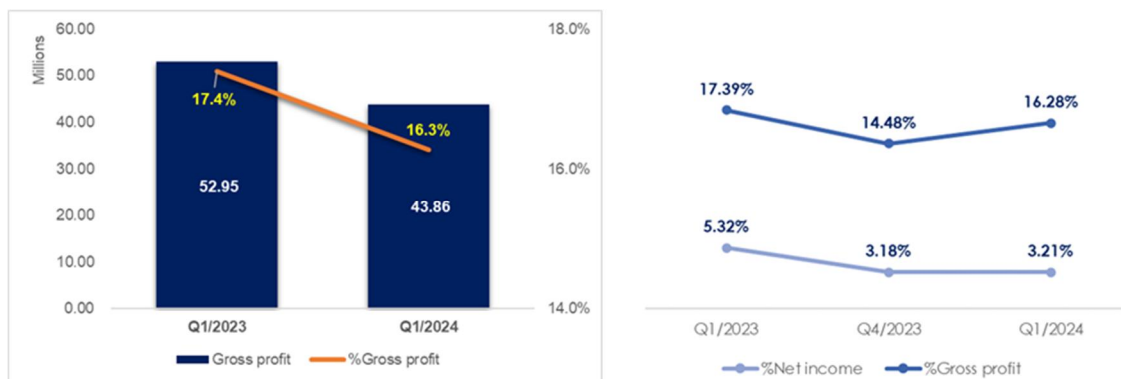 Millions
60.00
50.00
40.00
30.00
20.00
10.00
0.00
18.0%
16.0%
14.0%
17.4%
16.3%
52.95
43.86
Q1/2023 Q1/2024
Gross profit %Gross profit
17.39% 14.48% 16.28%
5.32% 3.18% 3.21%
Q1/2023 Q4/2023 Q1/2024
%Net income %Gross profit